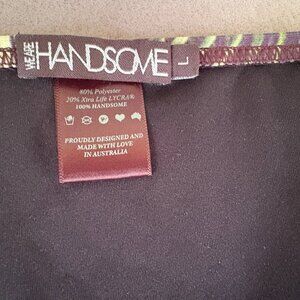 WE ARE
HANDSOME
L
80% Polyester
20% Xtra Life LYCRA®
100% HANDSOME
PROUDLY DESIGNED AND
MADE WITH LOVE
IN AUSTRALIA